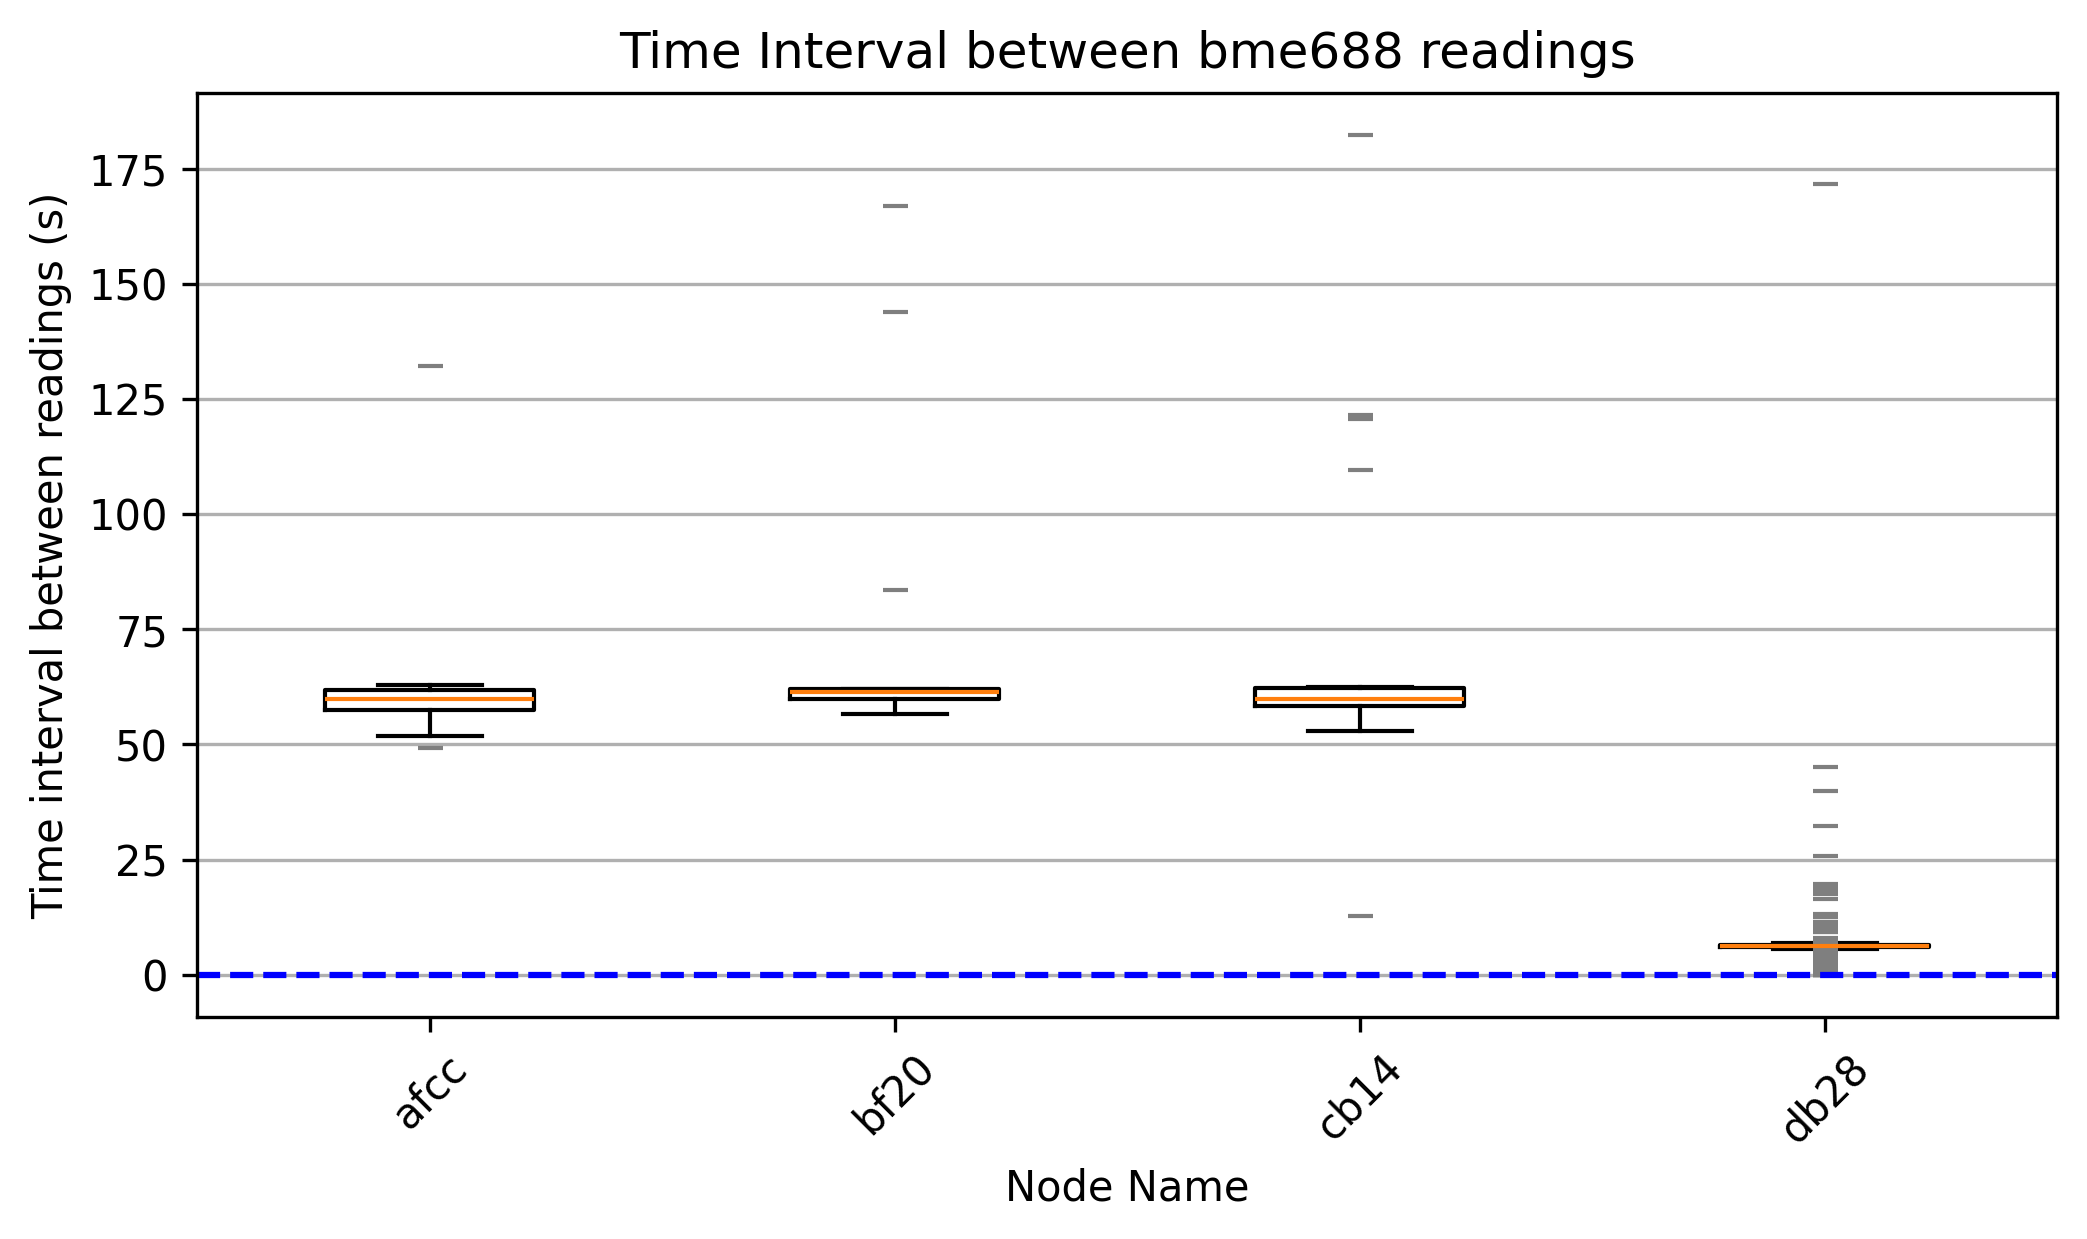 Time Interval between bme688 readings
Time interval between readings (s)
175
150
125
100
75
50
25
0
afcc
bf20
cb14
db28
Node Name